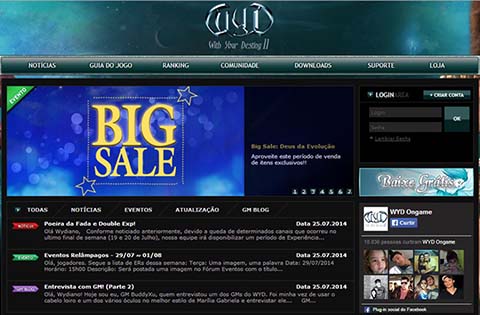 WYD
With Your Destiny II
NOTÍCIAS GUIA DO JOGO RANKING COMUNIDADE DOWNLOADS SUPORTE LOJA
EVENTO
BIG
SALE
Big Sale: Deus da Evolução
Aproveite este período de venda
de itens exclusivos!!
1 2 3 4 5 6 7
LOGIN AREA + CRIAR CONTA
Login
Senha
OK
Lembrar Senha
Baixe Grátis
TODAS NOTÍCIAS EVENTOS ATUALIZAÇÃO GM BLOG
NOTÍCIA Poeira da Fada e Double Exp! Data 25.07.2014
Olá Wydiano, Conforme noticiado anteriormente, devido a queda de determinados canais que ocorreu no
último final de semana (19 e 20 de Julho), nossa equipe irá disponibilizar um período de Experiência...
EVENTOS Eventos Relâmpagos - 29/07 ∞ 01/08 Data 25.07.2014
Olá, jogadores. Segue a lista de ERs dessa semana: Terça: Uma imagem, uma palavra Data: 29/07/2014
Horário: 15h00 Descrição: Será postada uma imagem no Fórum Eventos com o título...
GM BLOG Entrevista com GM! (Parte 2) Data 25.07.2014
Olá, Wydiano! Hoje sou eu, GM BuddyXu, quem entrevistou um dos GMs do WYD. Foi minha vez de usar o
cabelo loiro e um dos vários óculos no melhor estilo de Marília Gabriela e entrevistar ele... GM...
WYD
WYD Ongame
Curtir
pessoas curtiram WYD Ongame
Plug-in social do Facebook